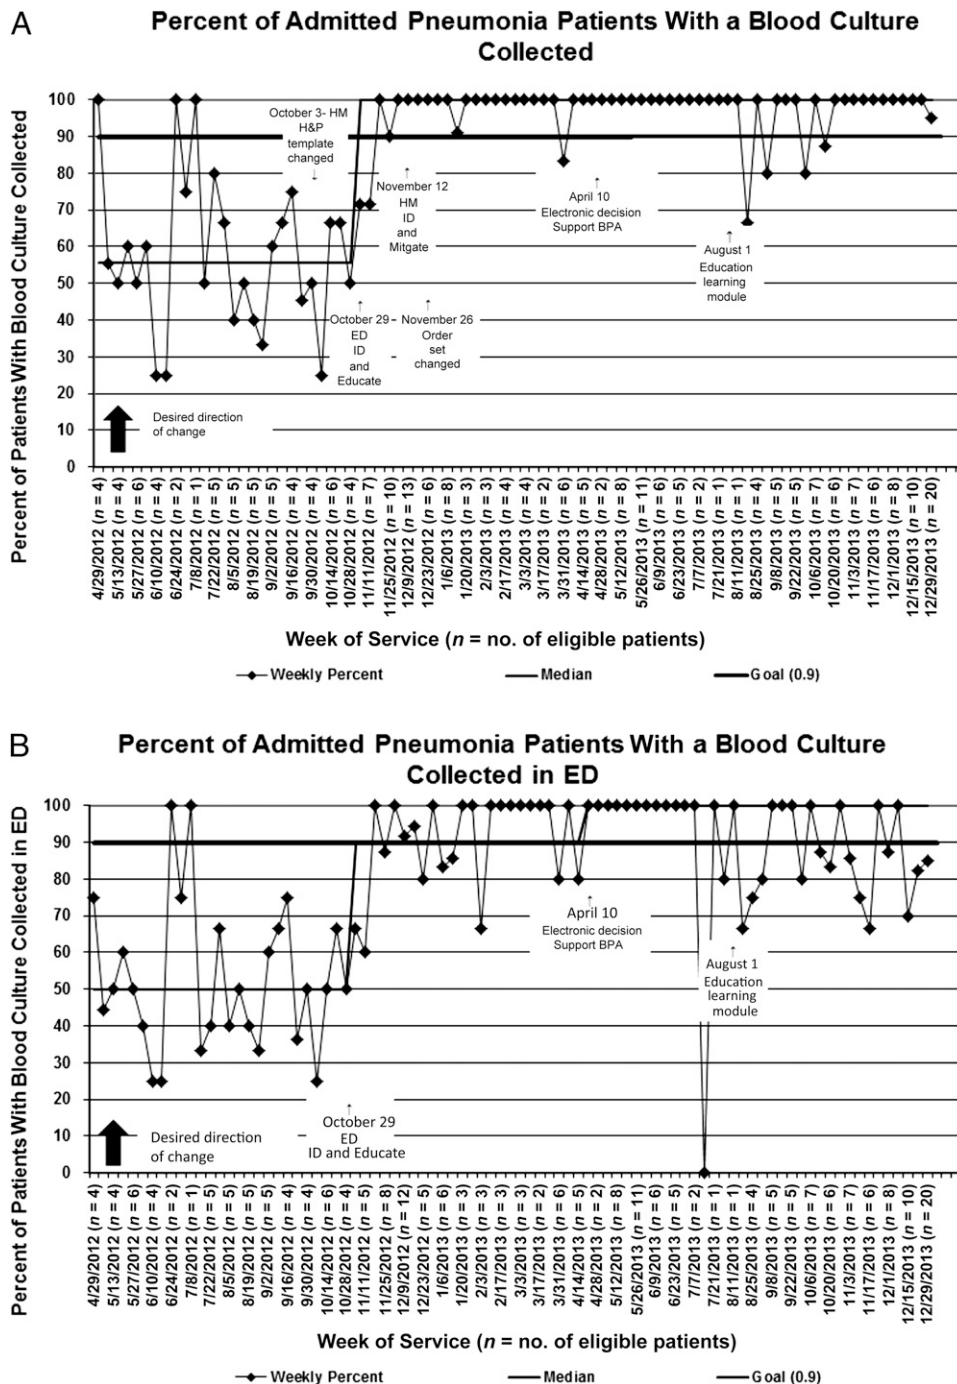 A
Percent of Admitted Pneumonia Patients With a Blood Culture
Collected
Percent of Patients With Blood Culture Collected
100
90
80
70
60
50
40
30
20
10
0
October 3- HM
H&P
template
changed
↓
↑
November 12
HM
ID
and
Mitgate
↑
October 29
ED
ID
and
Educate
↑
November 26
Order
set
changed
↑
April 10
Electronic decision
Support BPA
↑
August 1
Education
learning
module
Desired direction
of change
4/29/2012 (n = 4)
5/13/2012 (n = 4)
5/27/2012 (n = 6)
6/10/2012 (n = 4)
6/24/2012 (n = 2)
7/8/2012 (n = 1)
7/22/2012 (n = 5)
8/5/2012 (n = 5)
8/19/2012 (n = 5)
9/2/2012 (n = 5)
9/16/2012 (n = 4)
9/30/2012 (n = 4)
10/14/2012 (n = 6)
10/28/2012 (n = 4)
11/11/2012 (n = 7)
11/25/2012 (n = 10)
12/9/2012 (n = 13)
12/23/2012 (n = 6)
1/6/2013 (n = 8)
1/20/2013 (n = 3)
2/3/2013 (n = 3)
2/17/2013 (n = 4)
3/3/2013 (n = 4)
3/17/2013 (n = 2)
3/31/2013 (n = 6)
4/14/2013 (n = 5)
4/28/2013 (n = 2)
5/12/2013 (n = 8)
5/26/2013 (n = 11)
6/9/2013 (n = 6)
6/23/2013 (n = 5)
7/7/2013 (n = 2)
7/21/2013 (n = 1)
8/11/2013 (n = 1)
8/25/2013 (n = 4)
9/8/2013 (n = 5)
9/22/2013 (n = 5)
10/6/2013 (n = 7)
10/20/2013 (n = 8)
11/3/2013 (n = 7)
11/17/2013 (n = 6)
12/1/2013 (n = 8)
12/15/2013 (n = 10)
12/29/2013 (n = 20)
Week of Service (n = no. of eligible patients)
Weekly Percent
Median
Goal (0.9)
B
Percent of Admitted Pneumonia Patients With a Blood Culture
Collected in ED
Percent of Patients With Blood Culture Collected in ED
100
90
80
70
60
50
40
30
20
10
0
↑
October 29
ED
ID and Educate
↑
April 10
Electronic decision
Support BPA
↑
August 1
Education
learning
module
Desired direction
of change
4/29/2012 (n = 4)
5/13/2012 (n = 4)
5/27/2012 (n = 6)
6/10/2012 (n = 4)
6/24/2012 (n = 2)
7/8/2012 (n = 1)
7/22/2012 (n = 5)
8/5/2012 (n = 5)
8/19/2012 (n = 5)
9/2/2012 (n = 5)
9/16/2012 (n = 4)
9/30/2012 (n = 4)
10/14/2012 (n = 6)
10/28/2012 (n = 4)
11/11/2012 (n = 5)
11/25/2012 (n = 8)
12/9/2012 (n = 12)
12/23/2012 (n = 5)
1/6/2013 (n = 6)
1/20/2013 (n = 3)
2/3/2013 (n = 3)
2/17/2013 (n = 4)
3/3/2013 (n = 4)
3/17/2013 (n = 2)
3/31/2013 (n = 5)
4/14/2013 (n = 5)
4/28/2013 (n = 2)
5/12/2013 (n = 8)
5/26/2013 (n = 11)
6/9/2013 (n = 6)
6/23/2013 (n = 5)
7/7/2013 (n = 2)
7/21/2013 (n = 1)
8/11/2013 (n = 1)
8/25/2013 (n = 4)
9/8/2013 (n = 5)
9/22/2013 (n = 4)
10/6/2013 (n = 7)
10/20/2013 (n = 6)
11/3/2013 (n = 7)
11/17/2013 (n = 6)
12/1/2013 (n = 8)
12/15/2013 (n = 10)
12/29/2013 (n = 20)
Week of Service (n = no. of eligible patients)
Weekly Percent
Median
Goal (0.9)